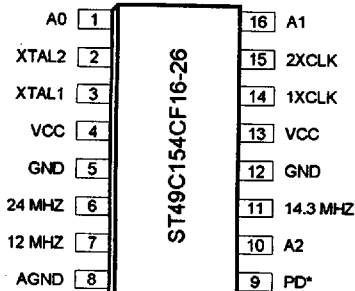 A0 1 16 A1
XTAL2 2 15 2XCLK
XTAL1 3 14 1XCLK
VCC 4 13 VCC
GND 5 12 GND
24 MHZ 6 11 14.3 MHZ
12 MHZ 7 10 A2
AGND 8 9 PD*
ST49C154CF16-26